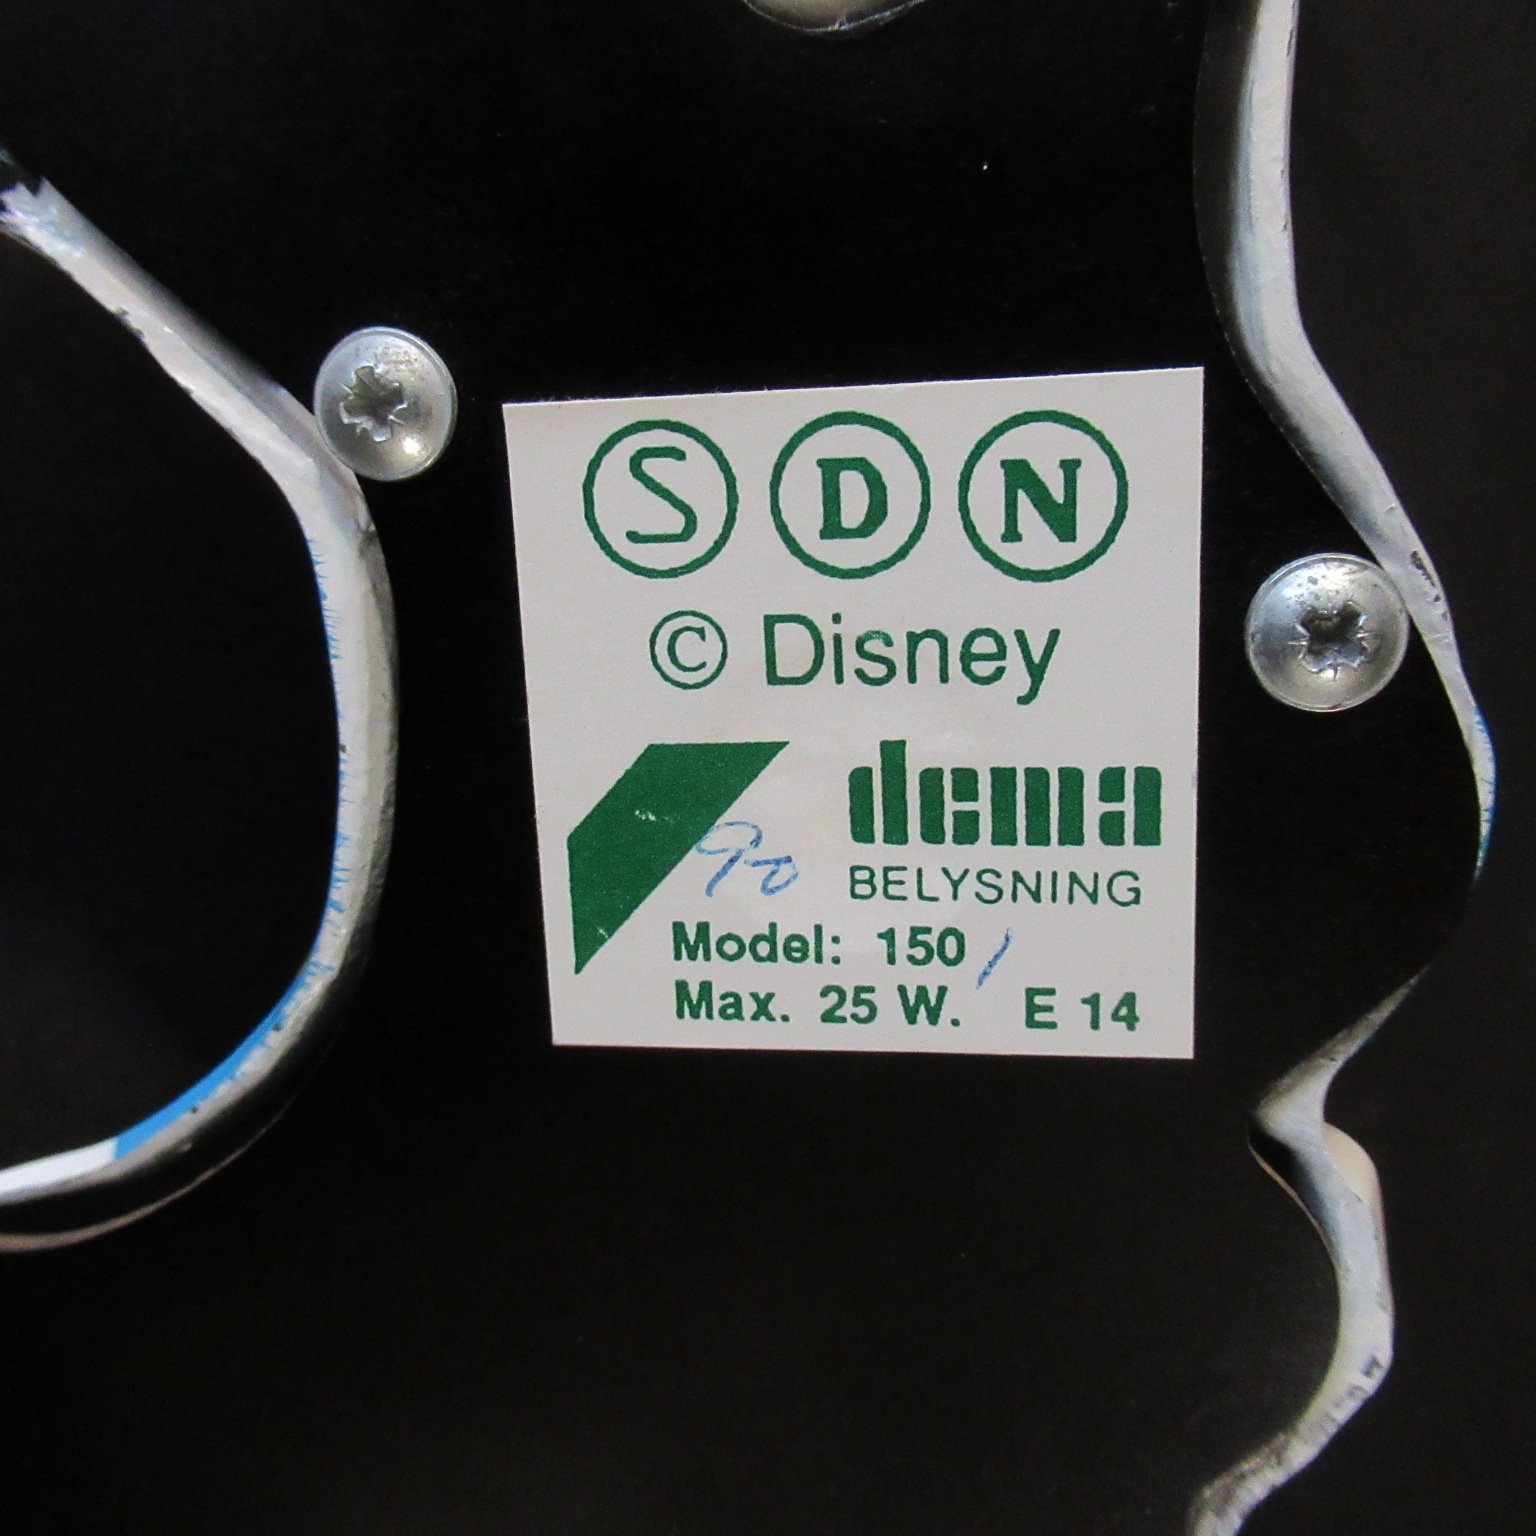 S D N
© Disney
dema
90
BELYSNING
Model: 150 /
Max. 25 W. E 14